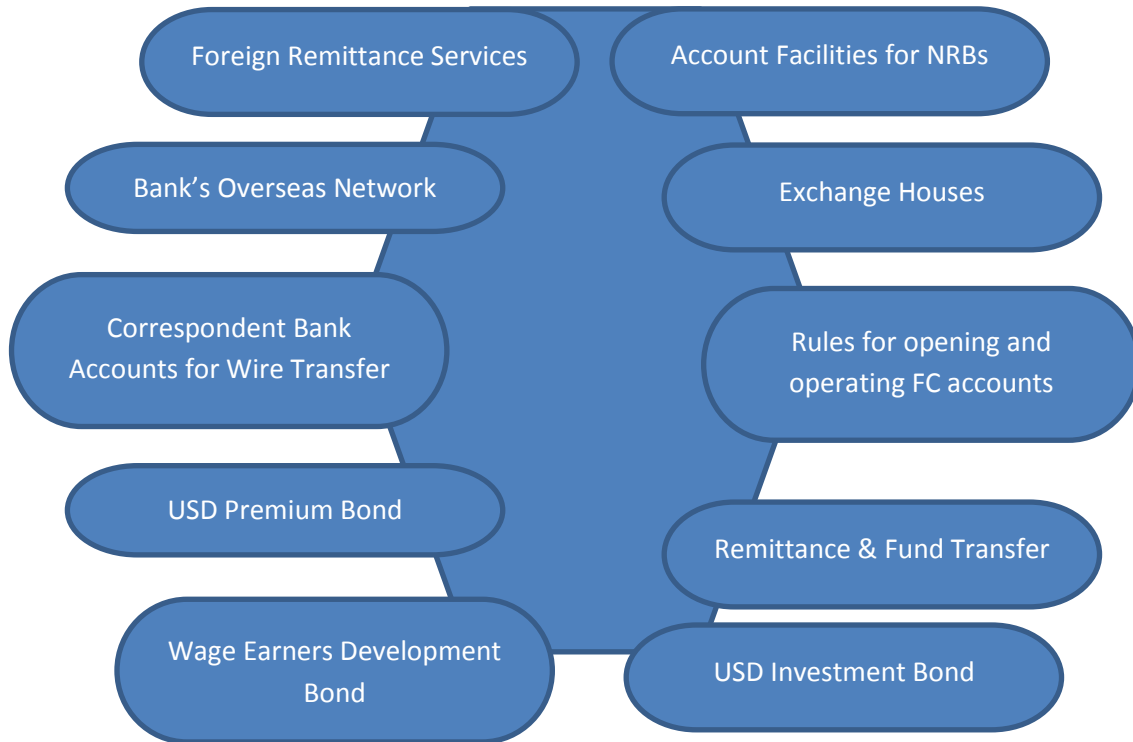 Foreign Remittance Services
Account Facilities for NRBs
Bank’s Overseas Network
Exchange Houses
Correspondent Bank
Accounts for Wire Transfer
Rules for opening and
operating FC accounts
USD Premium Bond
Remittance & Fund Transfer
Wage Earners Development
Bond
USD Investment Bond